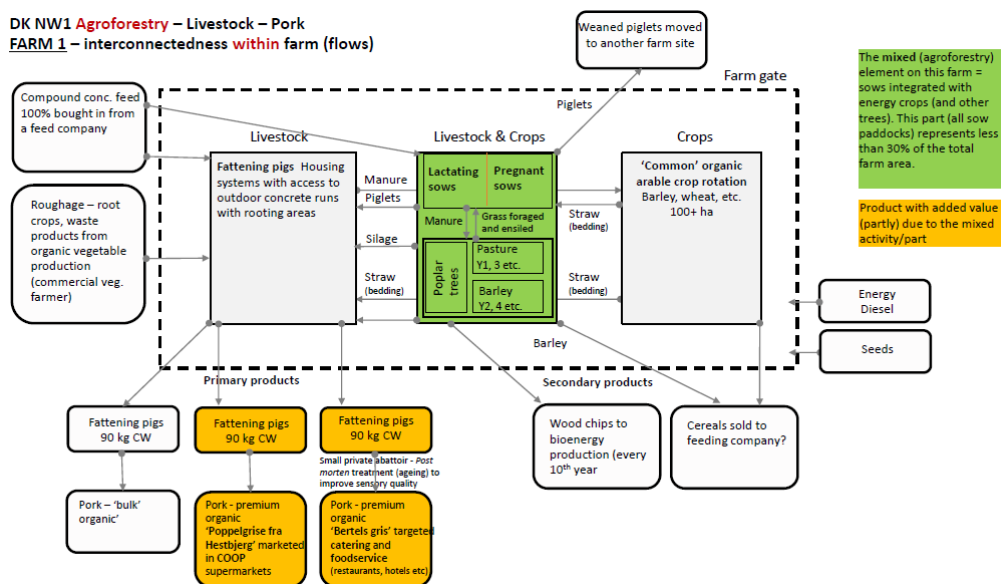 DK NW1 Agroforestry – Livestock – Pork
FARM 1 – interconnectedness within farm (flows)
Weaned piglets moved
to another farm site
Farm gate
The mixed (agroforestry)
element on this farm =
sows integrated with
energy crops (and other
trees). This part (all sow
paddocks) represents less
than 30% of the total
farm area.
Product with added value
(partly) due to the mixed
activity/part
Compound conc. feed
100% bought in from
a feed company
Roughage – root
crops, waste
products from
organic vegetable
production
(commercial veg.
farmer)
Piglets
Livestock
Livestock & Crops
Crops
Fattening pigs Housing
systems with access to
outdoor concrete runs
with rooting areas
Manure
Piglets
Silage
Straw
(bedding)
Lactating
sows
Pregnant
sows
Manure
Grass foraged
and ensiled
Poplar
trees
Pasture
Y1, 3 etc.
Barley
Y2, 4 etc.
Straw
(bedding)
Straw
(bedding)
'Common' organic
arable crop rotation
Barley, wheat, etc.
100+ ha
Energy
Diesel
Seeds
Barley
Primary products
Secondary products
Fattening pigs
90 kg CW
Fattening pigs
90 kg CW
Fattening pigs
90 kg CW
Small private abattoir - Post
morten treatment (ageing) to
improve sensory quality
Wood chips to
bioenergy
production (every
10th year
Cereals sold to
feeding company?
Pork – 'bulk'
organic'
Pork - premium
organic
'Poppelgrise fra
Hestbjerg' marketed
in COOP
supermarkets
Pork - premium
organic
'Bertels gris' targeted
catering and
foodservice
(restaurants, hotels etc)